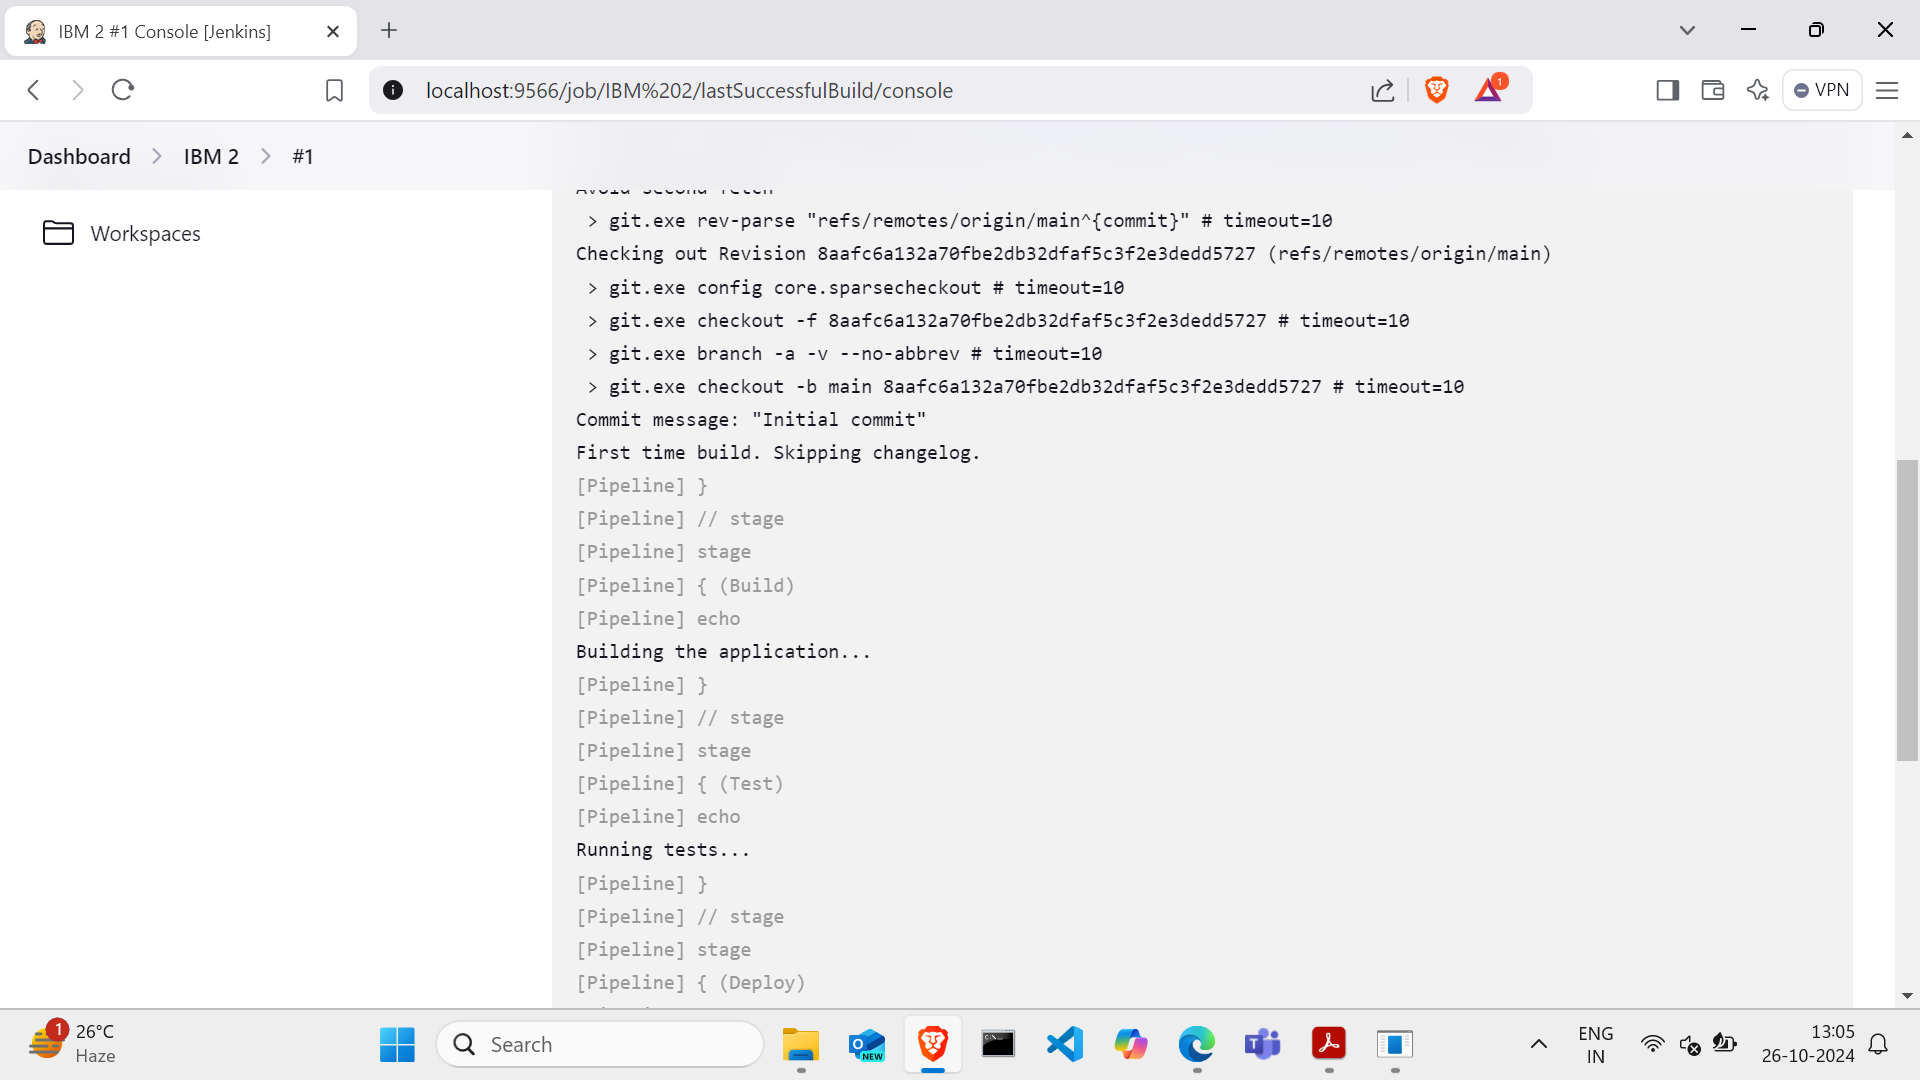 IBM 2 #1 Console [Jenkins]
localhost:9566/job/IBM%202/lastSuccessfulBuild/console
1
VPN
Dashboard
IBM 2
#1
Workspaces
Avoid second fetch
> git.exe rev-parse "refs/remotes/origin/main^{commit}" # timeout=10
Checking out Revision 8aafc6a132a70fbe2db32dfaf5c3f2e3dedd5727 (refs/remotes/origin/main)
> git.exe config core.sparsecheckout # timeout=10
> git.exe checkout -f 8aafc6a132a70fbe2db32dfaf5c3f2e3dedd5727 # timeout=10
> git.exe branch -a -v --no-abbrev # timeout=10
> git.exe checkout -b main 8aafc6a132a70fbe2db32dfaf5c3f2e3dedd5727 # timeout=10
Commit message: "Initial commit"
First time build. Skipping changelog.
[Pipeline] }
[Pipeline] // stage
[Pipeline] stage
[Pipeline] { (Build)
[Pipeline] echo
Building the application...
[Pipeline] }
[Pipeline] // stage
[Pipeline] stage
[Pipeline] { (Test)
[Pipeline] echo
Running tests...
[Pipeline] }
[Pipeline] // stage
[Pipeline] stage
[Pipeline] { (Deploy)
1
26°C
Haze
Search
NEW
ENG
IN
13:05
26-10-2024